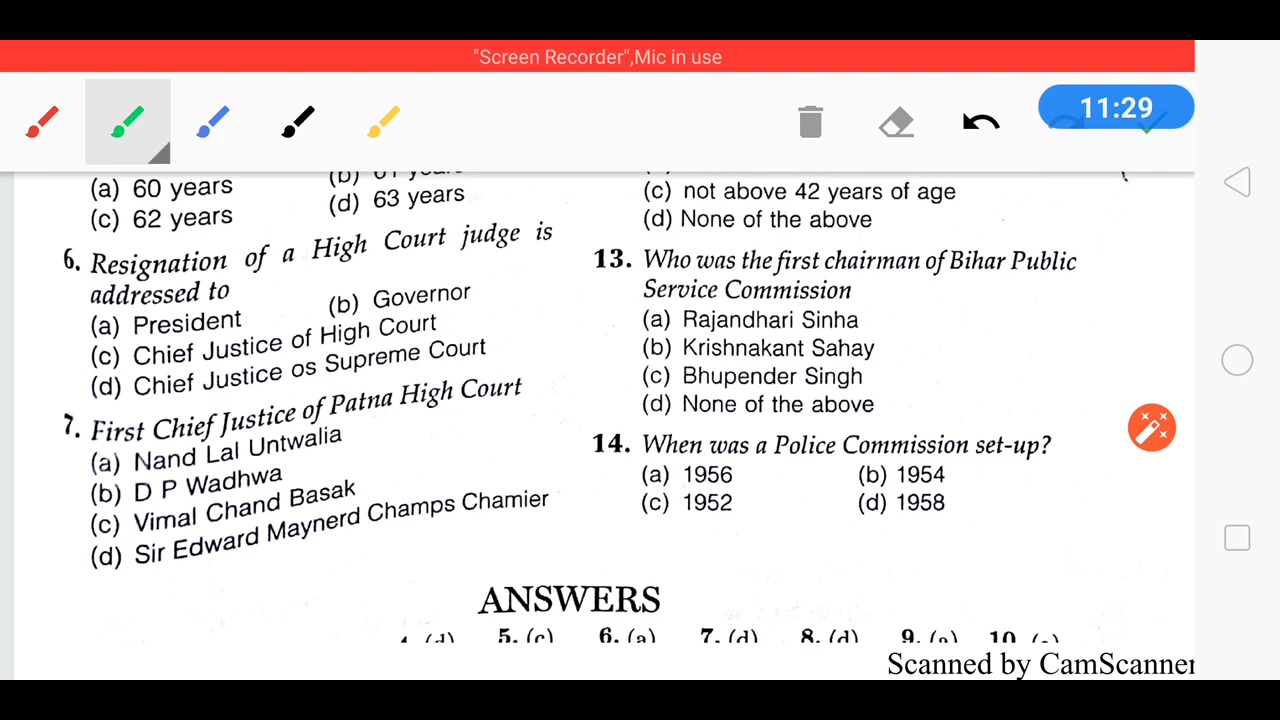 "Screen Recorder",Mic in use
11:29
(a) 60 years
(b) 61 years
(c) 62 years
(d) 63 years
6. Resignation of a High Court judge is
addressed to
(a) President
(b) Governor
(c) Chief Justice of High Court
(d) Chief Justice os Supreme Court
7. First Chief Justice of Patna High Court
(a) Nand Lal Untwalia
(b) D P Wadhwa
(c) Vimal Chand Basak
(d) Sir Edward Maynerd Champs Chamier
(c) not above 42 years of age
(d) None of the above
13. Who was the first chairman of Bihar Public
Service Commission
(a) Rajandhari Sinha
(b) Krishnakant Sahay
(c) Bhupender Singh
(d) None of the above
14. When was a Police Commission set-up?
(a) 1956
(b) 1954
(c) 1952
(d) 1958
ANSWERS
4. (d) 5. (c) 6. (a) 7. (d) 8. (d) 9. (a) 10.
Scanned by CamScanner